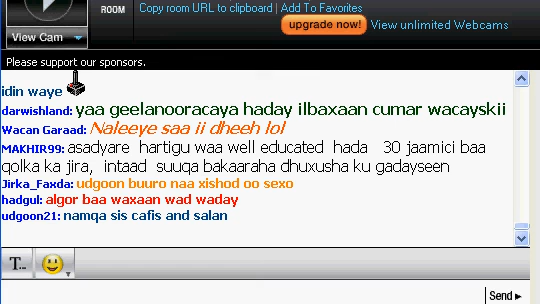 ROOM
Copy room URL to clipboard | Add To Favorites
upgrade now! View unlimited Webcams
View Cam
Please support our sponsors.
idin waye
darwishland: yaa geelanooracaya haday ilbaxaan cumar wacayskii
Wacan Garaad: Naleeye saa ii dheeh lol
MAKHIR99: asadyare hartigu waa well educated hada 30 jaamici baa
qolka ka jira, intaad suuqa bakaaraha dhuxusha ku gadayseen
Jirka_Faxda: udgoon buuro naa xishod oo sexo
hadgul: algor baa waxaan wad waday
udgoon21: namqa sis cafis and salan
T...
Send